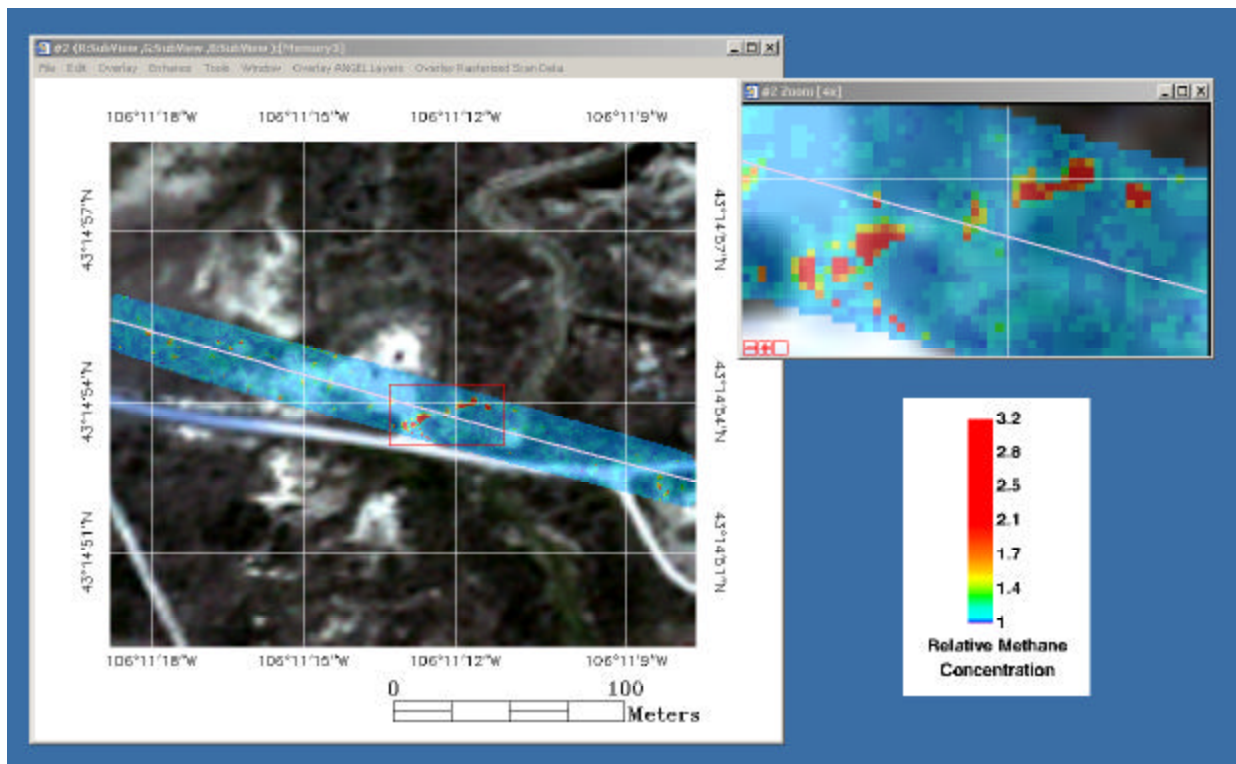 #2 (R:SubView ,G:SubView ,B:SubView ):[Memory3]
File Edit Overlay Enhance Tools Window Overlay ANGEL Layers Overlay Rasterized Scan Data
106°11'18"W 106°11'15"W 106°11'12"W 106°11'9"W
43°14'57"N
43°14'54"N
43°14'51"N
43°14'57"N
43°14'54"N
43°14'51"N
106°11'18"W 106°11'15"W 106°11'12"W 106°11'9"W
0 100
Meters
#2 Zoom [4x]
3.2
2.8
2.5
2.1
1.7
1.4
1
Relative Methane
Concentration